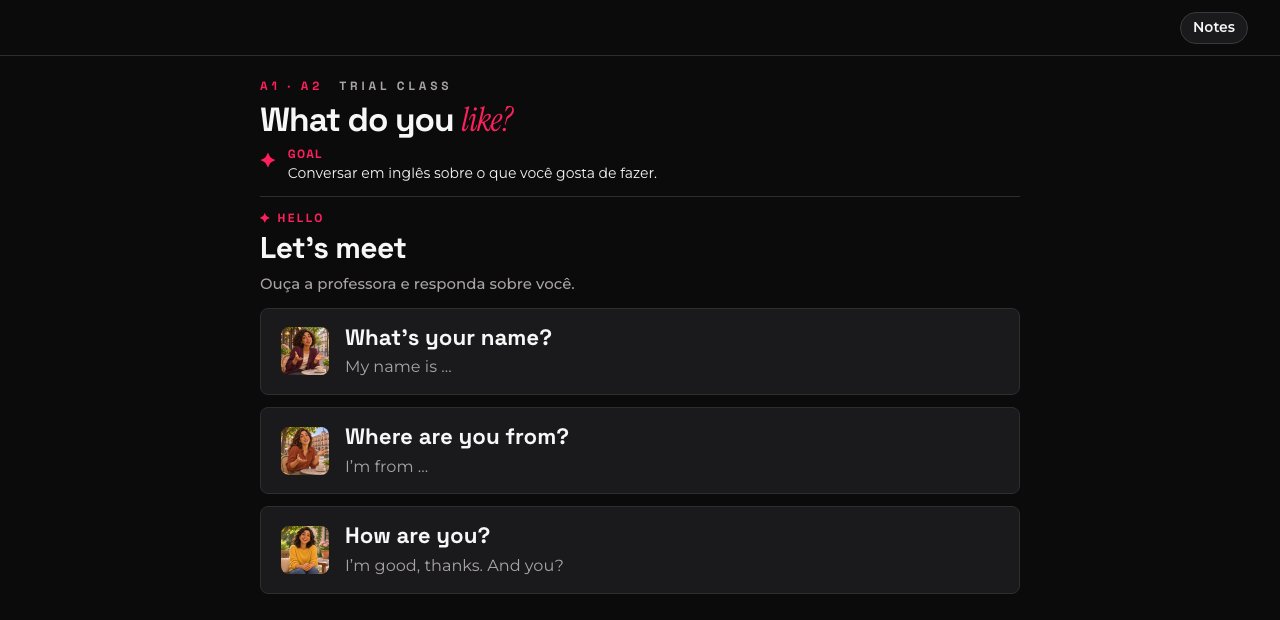 Notes
A1 · A2 TRIAL CLASS
What do you like?
GOAL
Conversar em inglês sobre o que você gosta de fazer.
HELLO
Let’s meet
Ouça a professora e responda sobre você.
What’s your name?
My name is ...
Where are you from?
I’m from ...
How are you?
I’m good, thanks. And you?